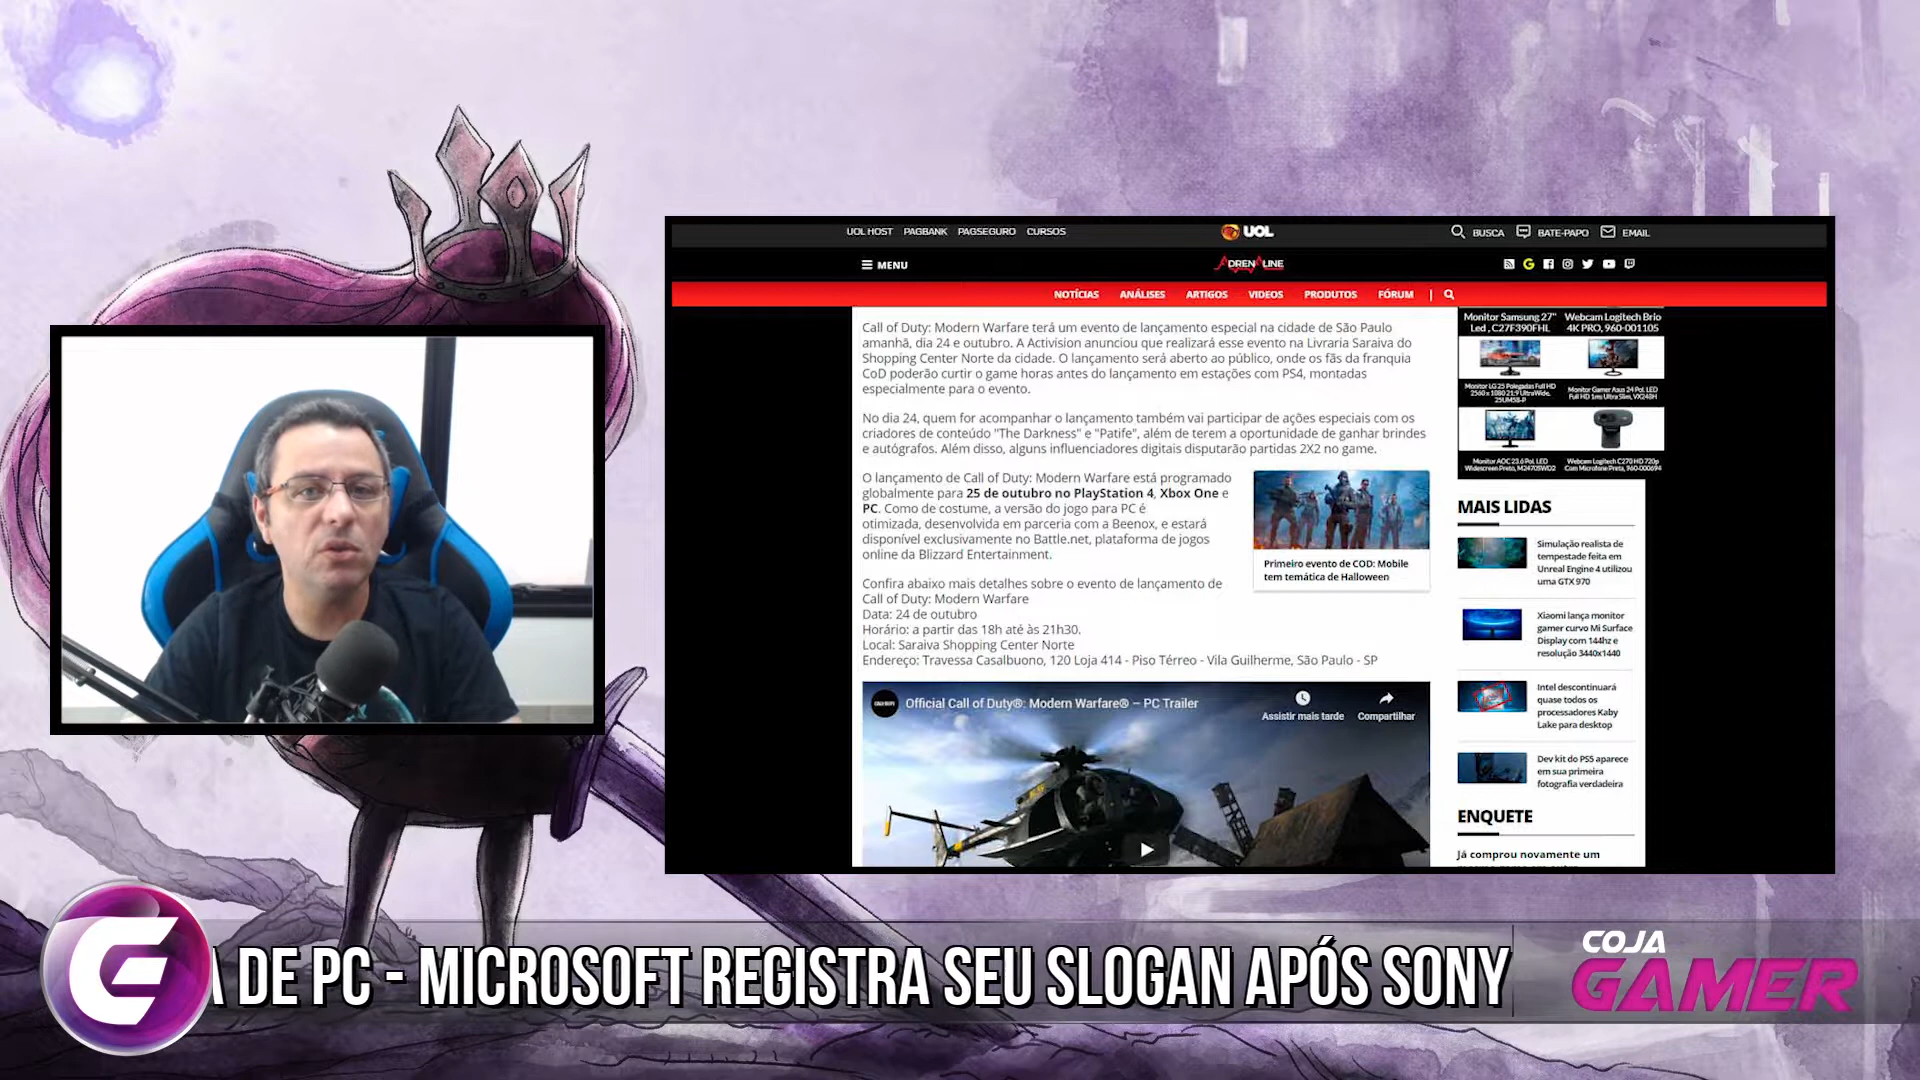 UOL HOST PAGBANK PAGSEGURO CURSOS
UOL
BUSCA BATE-PAPO EMAIL
MENU
ADRENALINE
NOTÍCIAS ANÁLISES ARTIGOS VIDEOS PRODUTOS FÓRUM |
Call of Duty: Modern Warfare terá um evento de lançamento especial na cidade de São Paulo
amanhã, dia 24 e outubro. A Activision anunciou que realizará esse evento na Livraria Saraiva do
Shopping Center Norte da cidade. O lançamento será aberto ao público, onde os fãs da franquia
CoD poderão curtir o game horas antes do lançamento em estações com PS4, montadas
especialmente para o evento.
No dia 24, quem for acompanhar o lançamento também vai participar de ações especiais com os
criadores de conteúdo "The Darkness" e "Patife", além de terem a oportunidade de ganhar brindes
e autógrafos. Além disso, alguns influenciadores digitais disputarão partidas 2X2 no game.
O lançamento de Call of Duty: Modern Warfare está programado
globalmente para 25 de outubro no PlayStation 4, Xbox One e
PC. Como de costume, a versão do jogo para PC é
otimizada, desenvolvida em parceria com a Beenox, e estará
disponível exclusivamente no Battle.net, plataforma de jogos
online da Blizzard Entertainment.
Primeiro evento de COD: Mobile
tem temática de Halloween
Confira abaixo mais detalhes sobre o evento de lançamento de
Call of Duty: Modern Warfare
Data: 24 de outubro
Horário: a partir das 18h até às 21h30.
Local: Saraiva Shopping Center Norte
Endereço: Travessa Casalbuono, 120 Loja 414 - Piso Térreo - Vila Guilherme, São Paulo - SP
Official Call of Duty®: Modern Warfare® – PC Trailer
Assistir mais tarde Compartilhar
Monitor Samsung 27"
Led , C27F390FHL
Webcam Logitech Brio
4K PRO, 960-001105
Monitor LG 25 Polegadas Full HD
2560 x 1080 21:9 UltraWide,
25UM58-P
Monitor Gamer Asus 24 Pol. LED
Full HD 1ms Ultra Slim, VX248H
Monitor AOC 23.6 Pol. LED
Widescreen Preto, M2470SWD2
Webcam Logitech C270 HD 720p
Com Microfone Preta, 960-000694
MAIS LIDAS
Simulação realista de
tempestade feita em
Unreal Engine 4 utilizou
uma GTX 970
Xiaomi lança monitor
gamer curvo Mi Surface
Display com 144hz e
resolução 3440x1440
Intel descontinuará
quase todos os
processadores Kaby
Lake para desktop
Dev kit do PS5 aparece
em sua primeira
fotografia verdadeira
ENQUETE
Já comprou novamente um
A DE PC - MICROSOFT REGISTRA SEU SLOGAN APÓS SONY
COJA
GAMER